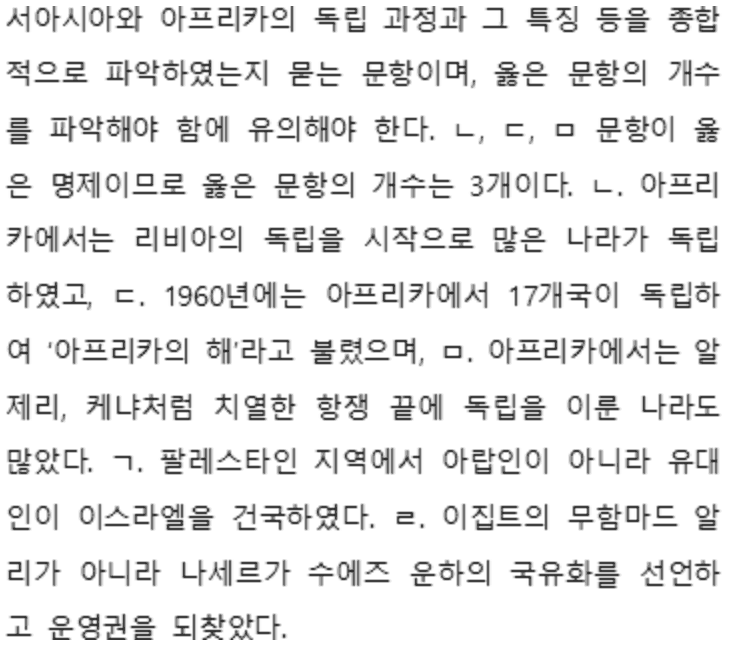 서아시아와 아프리카의 독립 과정과 그 특징 등을 종합
적으로 파악하였는지 묻는 문항이며, 옳은 문항의 개수
를 파악해야 함에 유의해야 한다. ㄴ, ㄷ, ㅁ 문항이 옳
은 명제이므로 옳은 문항의 개수는 3개이다. ㄴ. 아프리
카에서는 리비아의 독립을 시작으로 많은 나라가 독립
하였고, ㄷ. 1960년에는 아프리카에서 17개국이 독립하
여 ‘아프리카의 해’라고 불렸으며, ㅁ. 아프리카에서는 알
제리, 케냐처럼 치열한 항쟁 끝에 독립을 이룬 나라도
많았다. ㄱ. 팔레스타인 지역에서 아랍인이 아니라 유대
인이 이스라엘을 건국하였다. ㄹ. 이집트의 무함마드 알
리가 아니라 나세르가 수에즈 운하의 국유화를 선언하
고 운영권을 되찾았다.